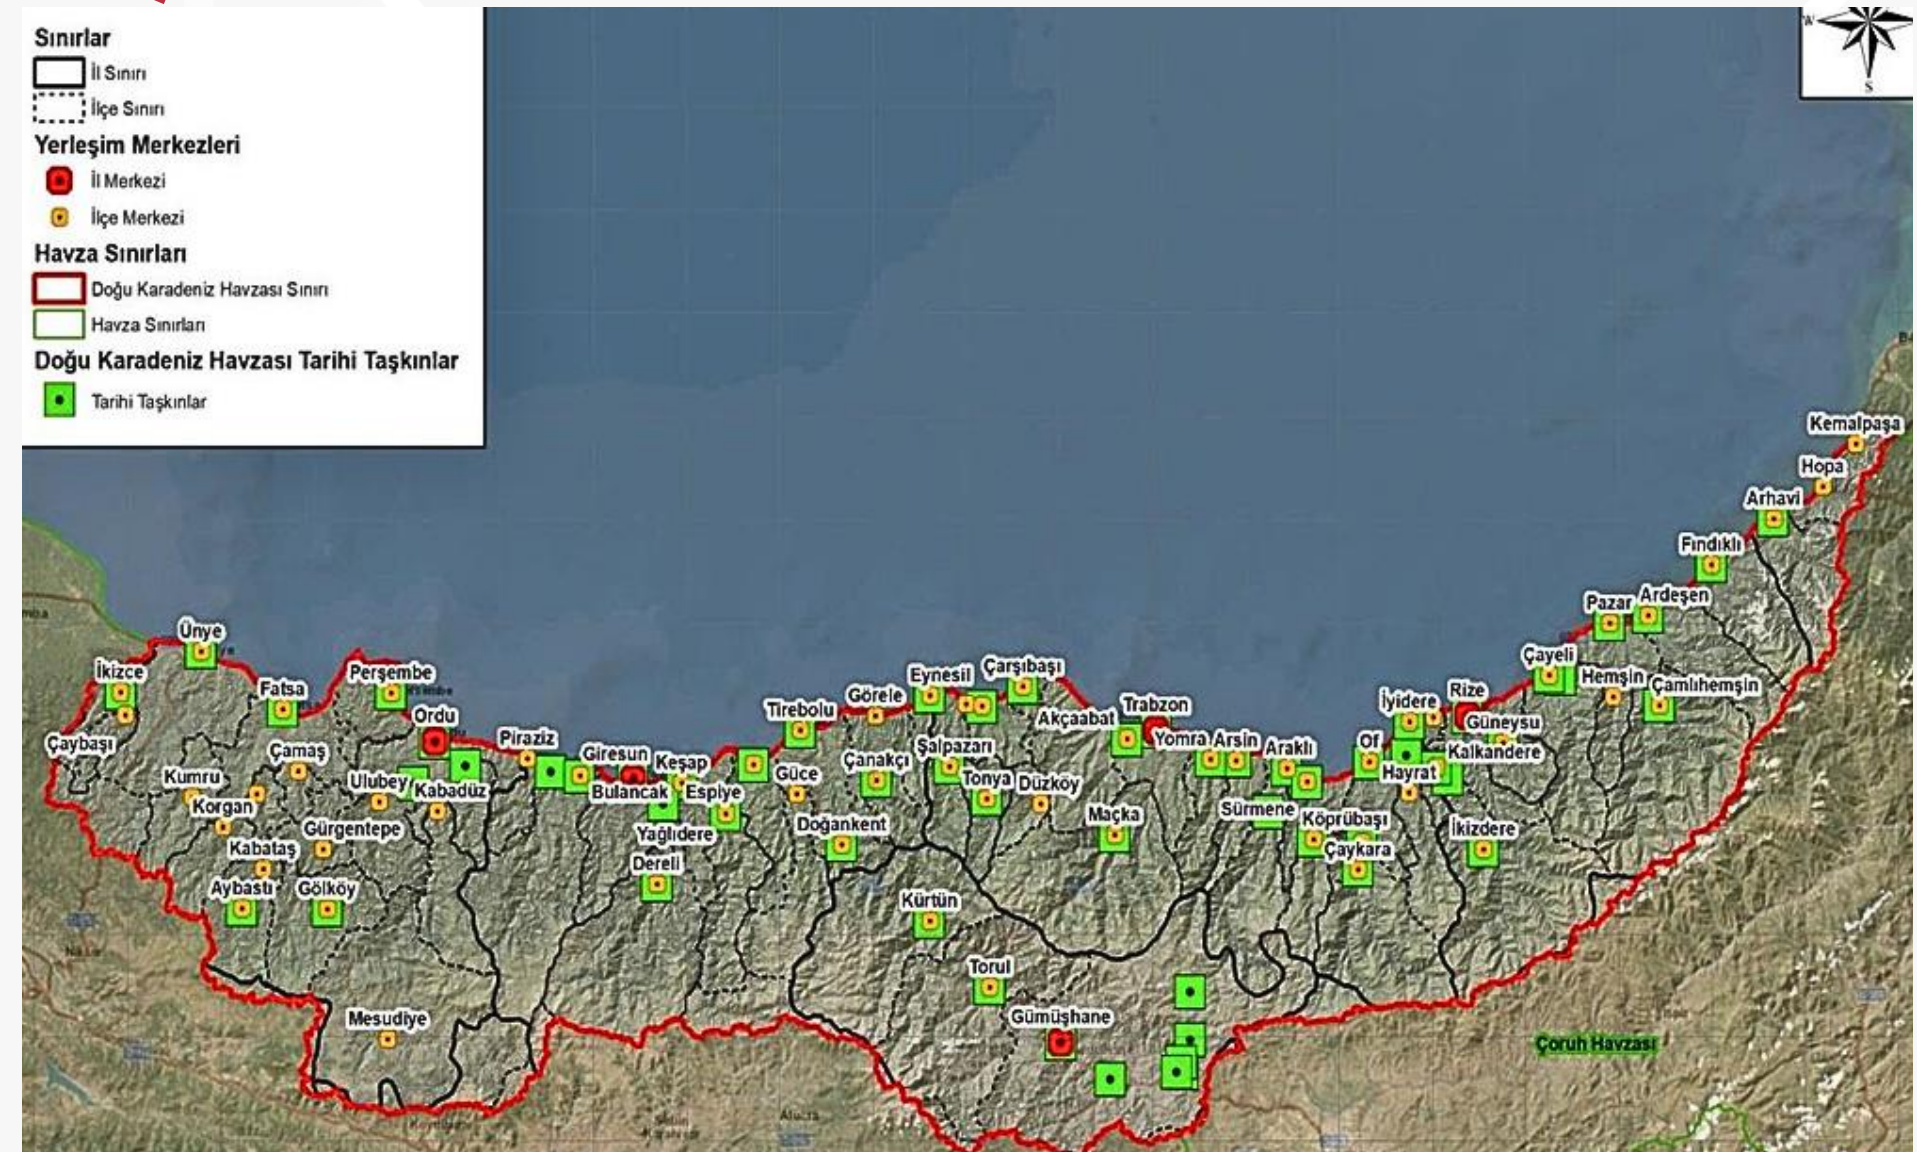 Sınırlar
İl Sınırı
İlçe Sınırı
Yerleşim Merkezleri
İl Merkezi
İlçe Merkezi
Havza Sınırları
Doğu Karadeniz Havzası Sınırı
Havza Sınırları
Doğu Karadeniz Havzası Tarihi Taşkınlar
Tarihi Taşkınlar
W
S
Kemalpaşa
Hopa
Arhavi
Fındıklı
Ardeşen
Pazar
Ünye
Çayeli
Çarşıbaşı
İkizce
Perşembe
Eynesil
Hemşin
Çamlıhemşin
Fatsa
Görele
Rize
İyidere
Trabzon
Tirebolu
Ordu
Akçaabat
Güneysu
Piraziz
Yomra
Arsin
Araklı
Of
Çaybaşı
Çamaş
Giresun
Keşap
Şalpazarı
Kalkandere
Çanakçı
Güce
Hayrat
Kumru
Ulubey
Kabadüz
Bulancak
Espiye
Tonya
Düzköy
Korgan
Sürmene
Maçka
Köprübaşı
Gürgentepe
Yağlıdere
Doğankent
İkizdere
Kabataş
Çaykara
Dereli
Aybastı
Gölköy
Kürtün
Torul
Gümüşhane
Mesudiye
Çoruh Havzası
Alucra